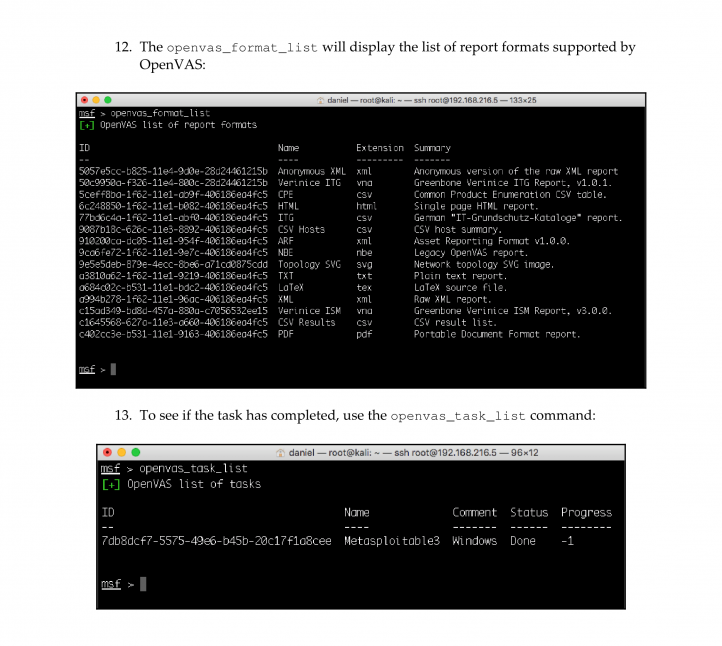 12. The openvas_format_list will display the list of report formats supported by
OpenVAS:
daniel — root@kali: ~ — ssh root@192.168.216.5 — 133×25
msf > openvas_format_list
[+] OpenVAS list of report formats
ID Name Extension Summary
-- ---- --------- -------
5057e5cc-b825-11e4-9d0e-28d24461215b Anonymous XML xml Anonymous version of the raw XML report
50c9950a-f326-11e4-800c-28d24461215b Verinice ITG vna Greenbone Verinice ITG Report, v1.0.1.
5ceff8ba-1f62-11e1-ab9f-406186ea4fc5 CPE csv Common Product Enumeration CSV table.
6c248850-1f62-11e1-b082-406186ea4fc5 HTML html Single page HTML report.
77bd6c4a-1f62-11e1-abf0-406186ea4fc5 ITG csv German "IT-Grundschutz-Kataloge" report.
9087b18c-626c-11e3-8892-406186ea4fc5 CSV Hosts csv CSV host summary.
910200ca-dc05-11e1-954f-406186ea4fc5 ARF xml Asset Reporting Format v1.0.0.
9ca6fe72-1f62-11e1-9e7c-406186ea4fc5 NBE nbe Legacy OpenVAS report.
9e5e5deb-879e-4ecc-8be6-a71cd0875cdd Topology SVG svg Network topology SVG image.
a3810a62-1f62-11e1-9219-406186ea4fc5 TXT txt Plain text report.
a684c02c-b531-11e1-bdc2-406186ea4fc5 LaTeX tex LaTeX source file.
a994b278-1f62-11e1-96ac-406186ea4fc5 XML xml Raw XML report.
c15ad349-bd8d-457a-880a-c7056532ee15 Verinice ISM vna Greenbone Verinice ISM Report, v3.0.0.
c1645568-627a-11e3-a660-406186ea4fc5 CSV Results csv CSV result list.
c402cc3e-b531-11e1-9163-406186ea4fc5 PDF pdf Portable Document Format report.
msf >
13. To see if the task has completed, use the openvas_task_list command:
daniel — root@kali: ~ — ssh root@192.168.216.5 — 96×12
msf > openvas_task_list
[+] OpenVAS list of tasks
ID Name Comment Status Progress
-- ---- ------- ------ --------
7db8dcf7-5575-49e6-b45b-20c17f1a8cee Metasploitable3 Windows Done -1
msf >